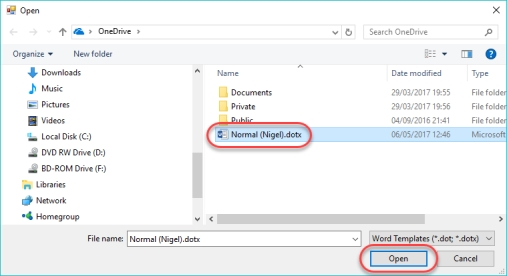 Open
OneDrive
Search OneDrive
Organize
New folder
Downloads
Music
Pictures
Videos
Local Disk (C:)
DVD RW Drive (D:)
BD-ROM Drive (F:)
Libraries
Network
Homegroup
Name Date modified Type
Documents 29/03/2017 19:55 File folder
Private 29/03/2017 19:56 File folder
Public 04/09/2016 21:41 File folder
Normal (Nigel).dotx 06/05/2017 12:46 Microsoft
File name: Normal (Nigel).dotx Word Templates (*.dot; *.dotx)
Open Cancel